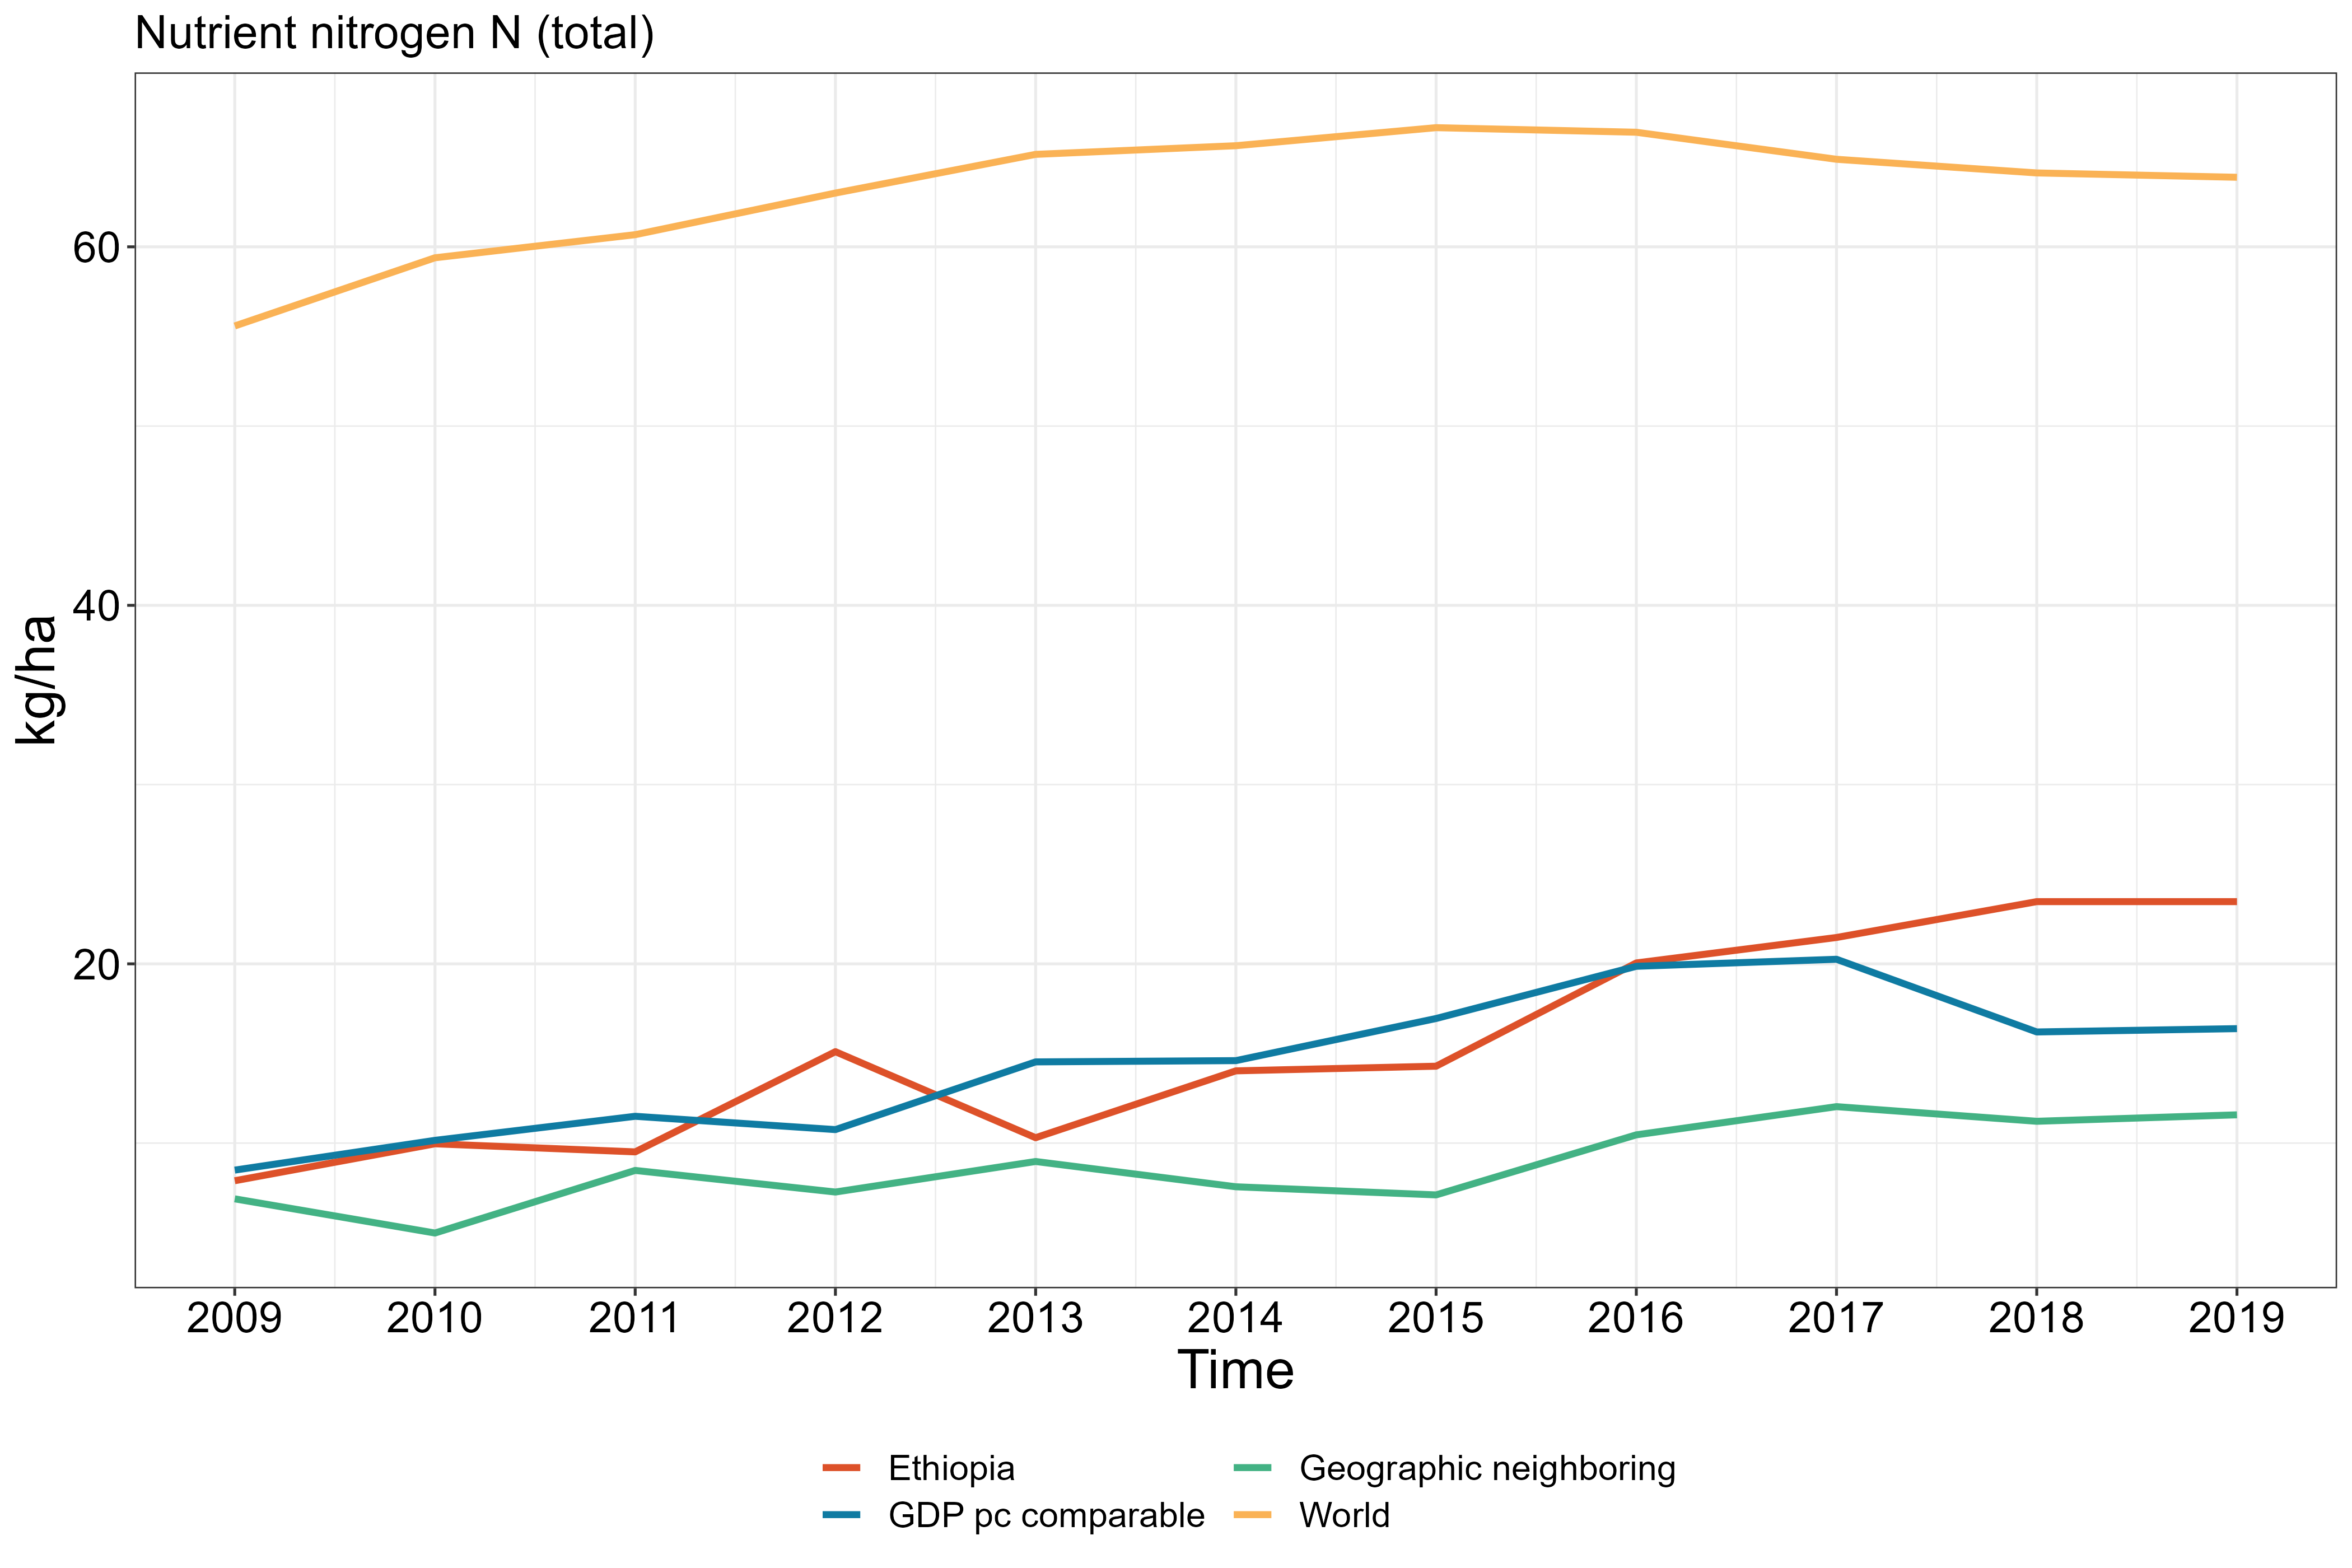 Nutrient nitrogen N (total)
kg/ha
60
40
20
2009 2010 2011 2012 2013 2014 2015 2016 2017 2018 2019
Time
Ethiopia Geographic neighboring
GDP pc comparable World